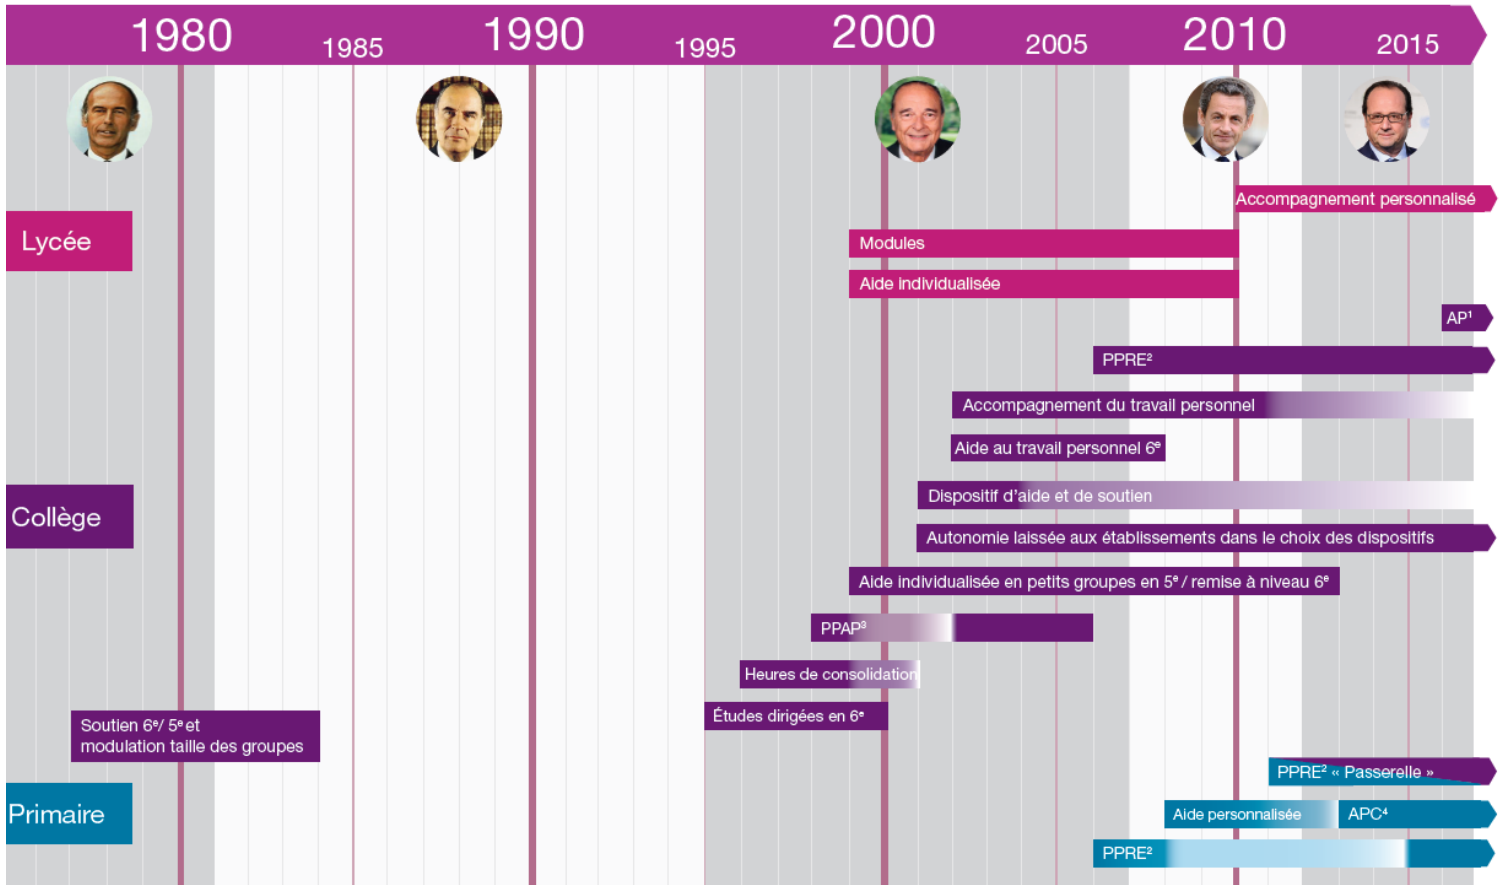 1980
1985
1990
1995
2000
2005
2010
2015
Accompagnement personnalisé
Lycée
Modules
Aide individualisée
AP¹
PPRE²
Accompagnement du travail personnel
Aide au travail personnel 6ᵉ
Collège
Dispositif d'aide et de soutien
Autonomie laissée aux établissements dans le choix des dispositifs
Aide individualisée en petits groupes en 5ᵉ / remise à niveau 6ᵉ
PPAP³
Heures de consolidation
Études dirigées en 6ᵉ
Soutien 6ᵉ/ 5ᵉ et
modulation taille des groupes
PPRE² « Passerelle »
Primaire
Aide personnalisée
APC⁴
PPRE²